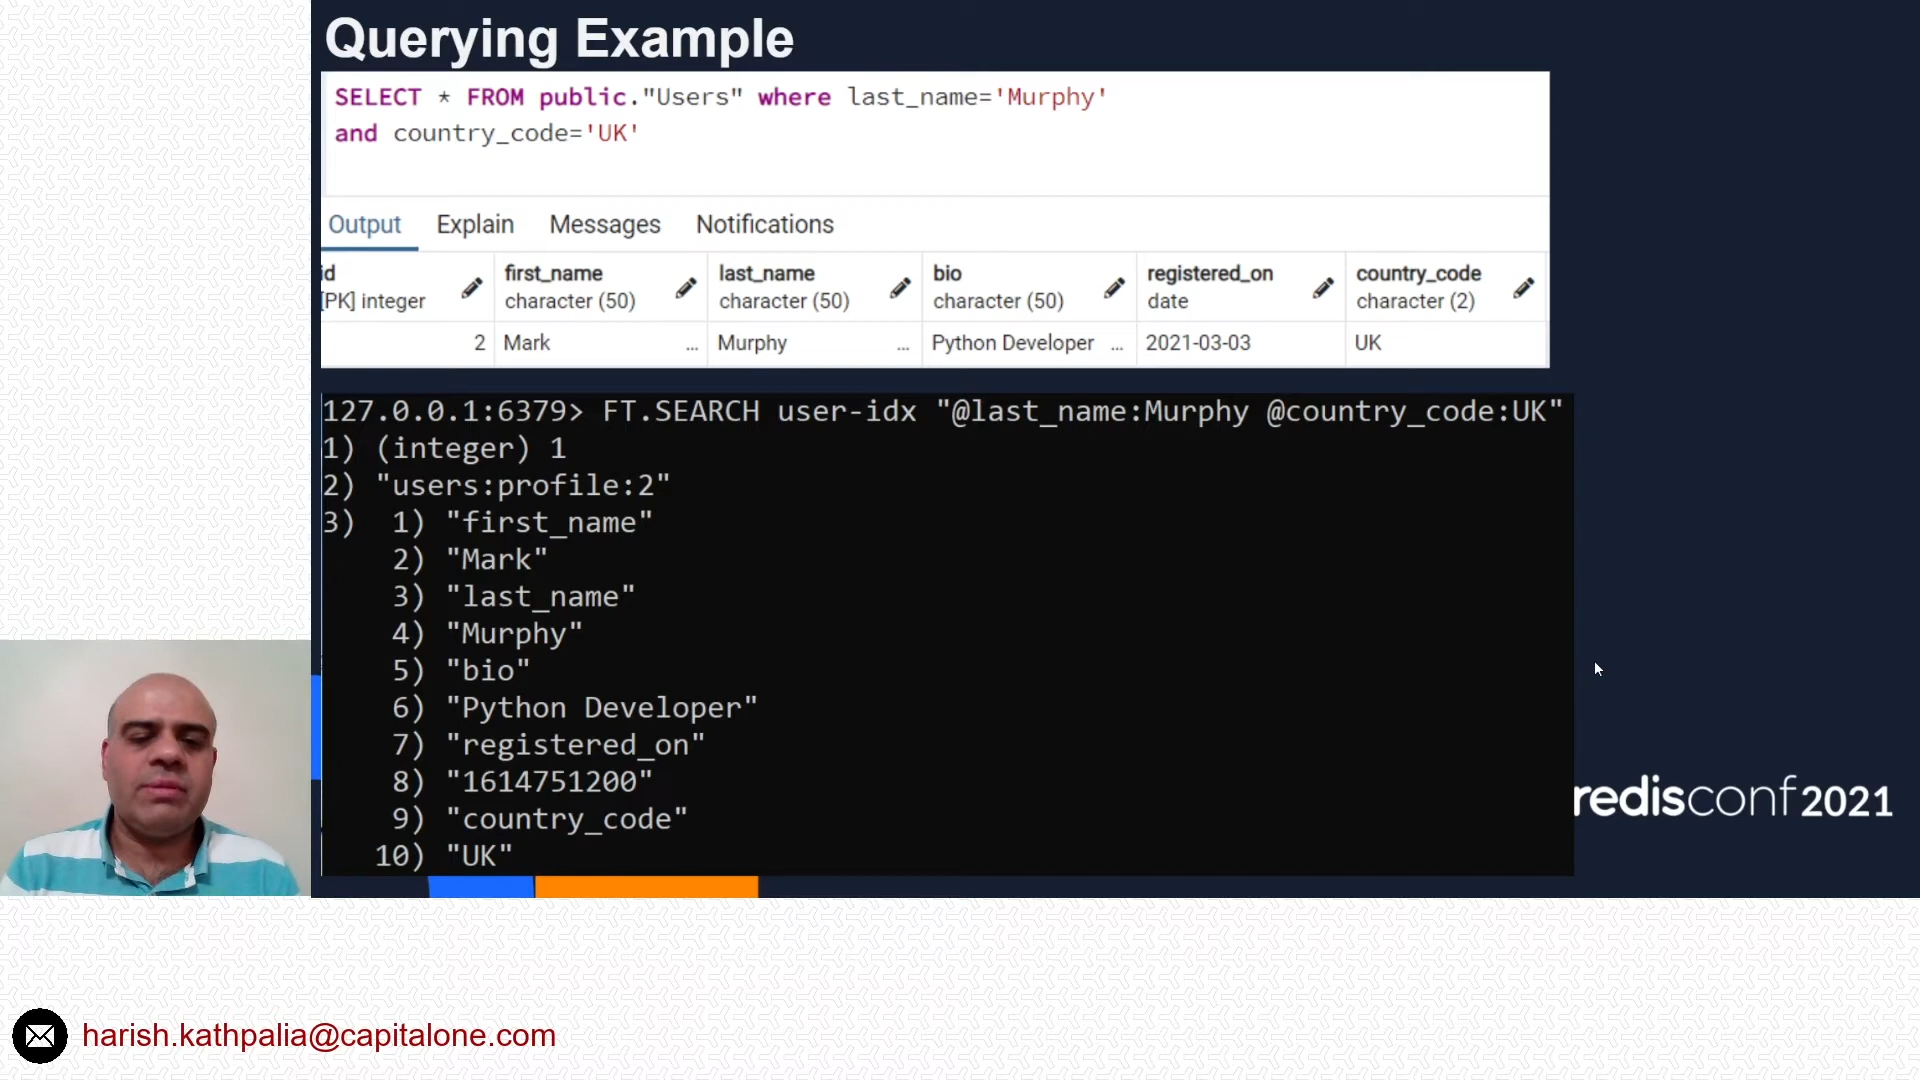 Querying Example
SELECT * FROM public."Users" where last_name='Murphy'
and country_code='UK'
Output Explain Messages Notifications
id first_name last_name bio registered_on country_code
[PK] integer character (50) character (50) character (50) date character (2)
2 Mark ... Murphy ... Python Developer ... 2021-03-03 UK
127.0.0.1:6379> FT.SEARCH user-idx "@last_name:Murphy @country_code:UK"
1) (integer) 1
2) "users:profile:2"
3) 1) "first_name"
2) "Mark"
3) "last_name"
4) "Murphy"
5) "bio"
6) "Python Developer"
7) "registered_on"
8) "1614751200"
9) "country_code"
10) "UK"
redisconf 2021
harish.kathpalia@capitalone.com